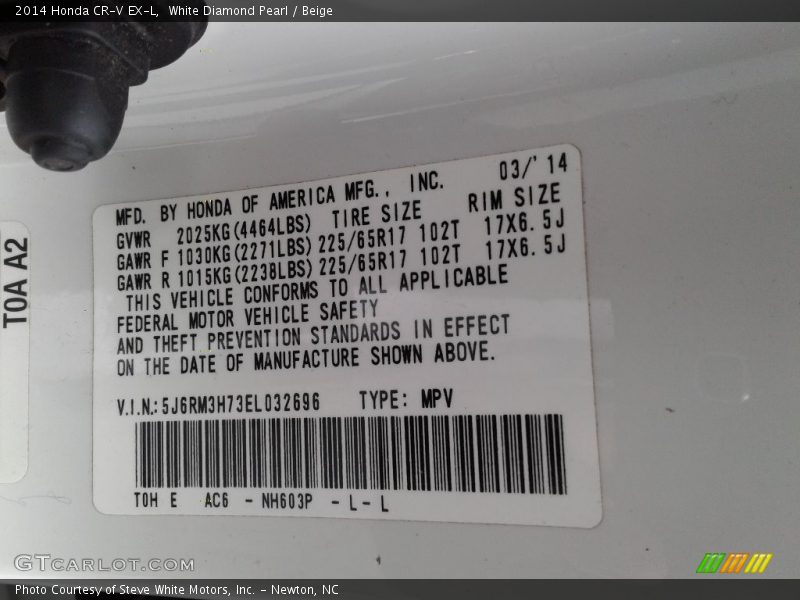 2014 Honda CR-V EX-L,  White Diamond Pearl / Beige
MFD. BY HONDA OF AMERICA MFG., INC. 03/'14
GVWR 2025KG(4464LBS) TIRE SIZE RIM SIZE
GAWR F 1030KG(2271LBS) 225/65R17 102T 17X6.5J
GAWR R 1015KG(2238LBS) 225/65R17 102T 17X6.5J
THIS VEHICLE CONFORMS TO ALL APPLICABLE
FEDERAL MOTOR VEHICLE SAFETY
AND THEFT PREVENTION STANDARDS IN EFFECT
ON THE DATE OF MANUFACTURE SHOWN ABOVE.
V.I.N.: 5J6RM3H73EL032696 TYPE: MPV
T0H E AC6 - NH603P - L - L
T0A A2
GTCARLOT.COM
Photo Courtesy of Steve White Motors, Inc. – Newton, NC